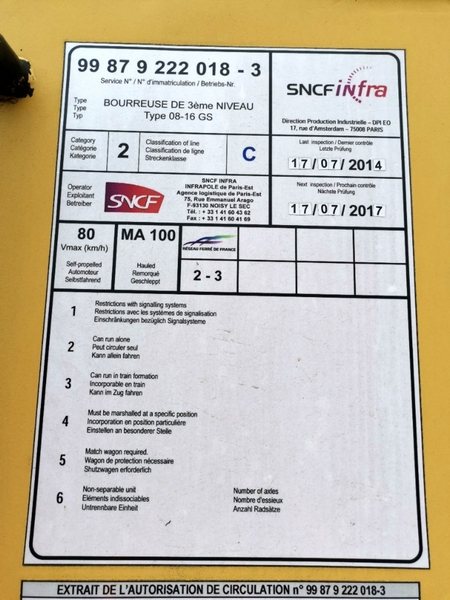 99 87 9 222 018 - 3
Service N° / N° d'immatriculation / Betriebs-Nr.
Type
Type
Typ
BOURREUSE DE 3ème NIVEAU
Type 08-16 GS
SNCF infra
Direction Production Industrielle – DPI EO
17, rue d'Amsterdam - 75008 PARIS
Category
Catégorie
Kategorie
2
Classification of line
Classification de ligne
Streckenklasse
C
Last inspection / Dernier contrôle
Letzte Prüfung
17/07/2014
Operator
Exploitant
Betreiber
SNCF
SNCF INFRA
INFRAPOLE de Paris-Est
Agence logistique de Paris-Est
75, Rue Emmanuel Arago
F-93130 NOISY LE SEC
Tél. : + 33 1 41 60 43 62
Fax : + 33 1 41 60 41 69
Next inspection / Prochain contrôle
Nächste Prüfung
17/07/2017
80
Vmax (km/h)
MA 100
RÉSEAU FERRÉ DE FRANCE
Self-propelled
Automoteur
Selbstfahrend
Hauled
Remorqué
Geschleppt
2 - 3
1
Restrictions with signalling systems
Restrictions avec les systèmes de signalisation
Einschränkungen bezüglich Signalsysteme
2
Can run alone
Peut circuler seul
Kann allein fahren
3
Can run in train formation
Incorporable en train
Kann im Zug fahren
4
Must be marshalled at a specific position
Incorporation en position particulière
Einstellen an besonderer Stelle
5
Match wagon required.
Wagon de protection nécessaire
Shutzwagen erforderlich
6
Non-separable unit
Eléments indissociables
Untrennbare Einheit
Number of axles
Nombre d'essieux
Anzahl Radsätze
EXTRAIT DE L'AUTORISATION DE CIRCULATION n° 99 87 9 222 018-3